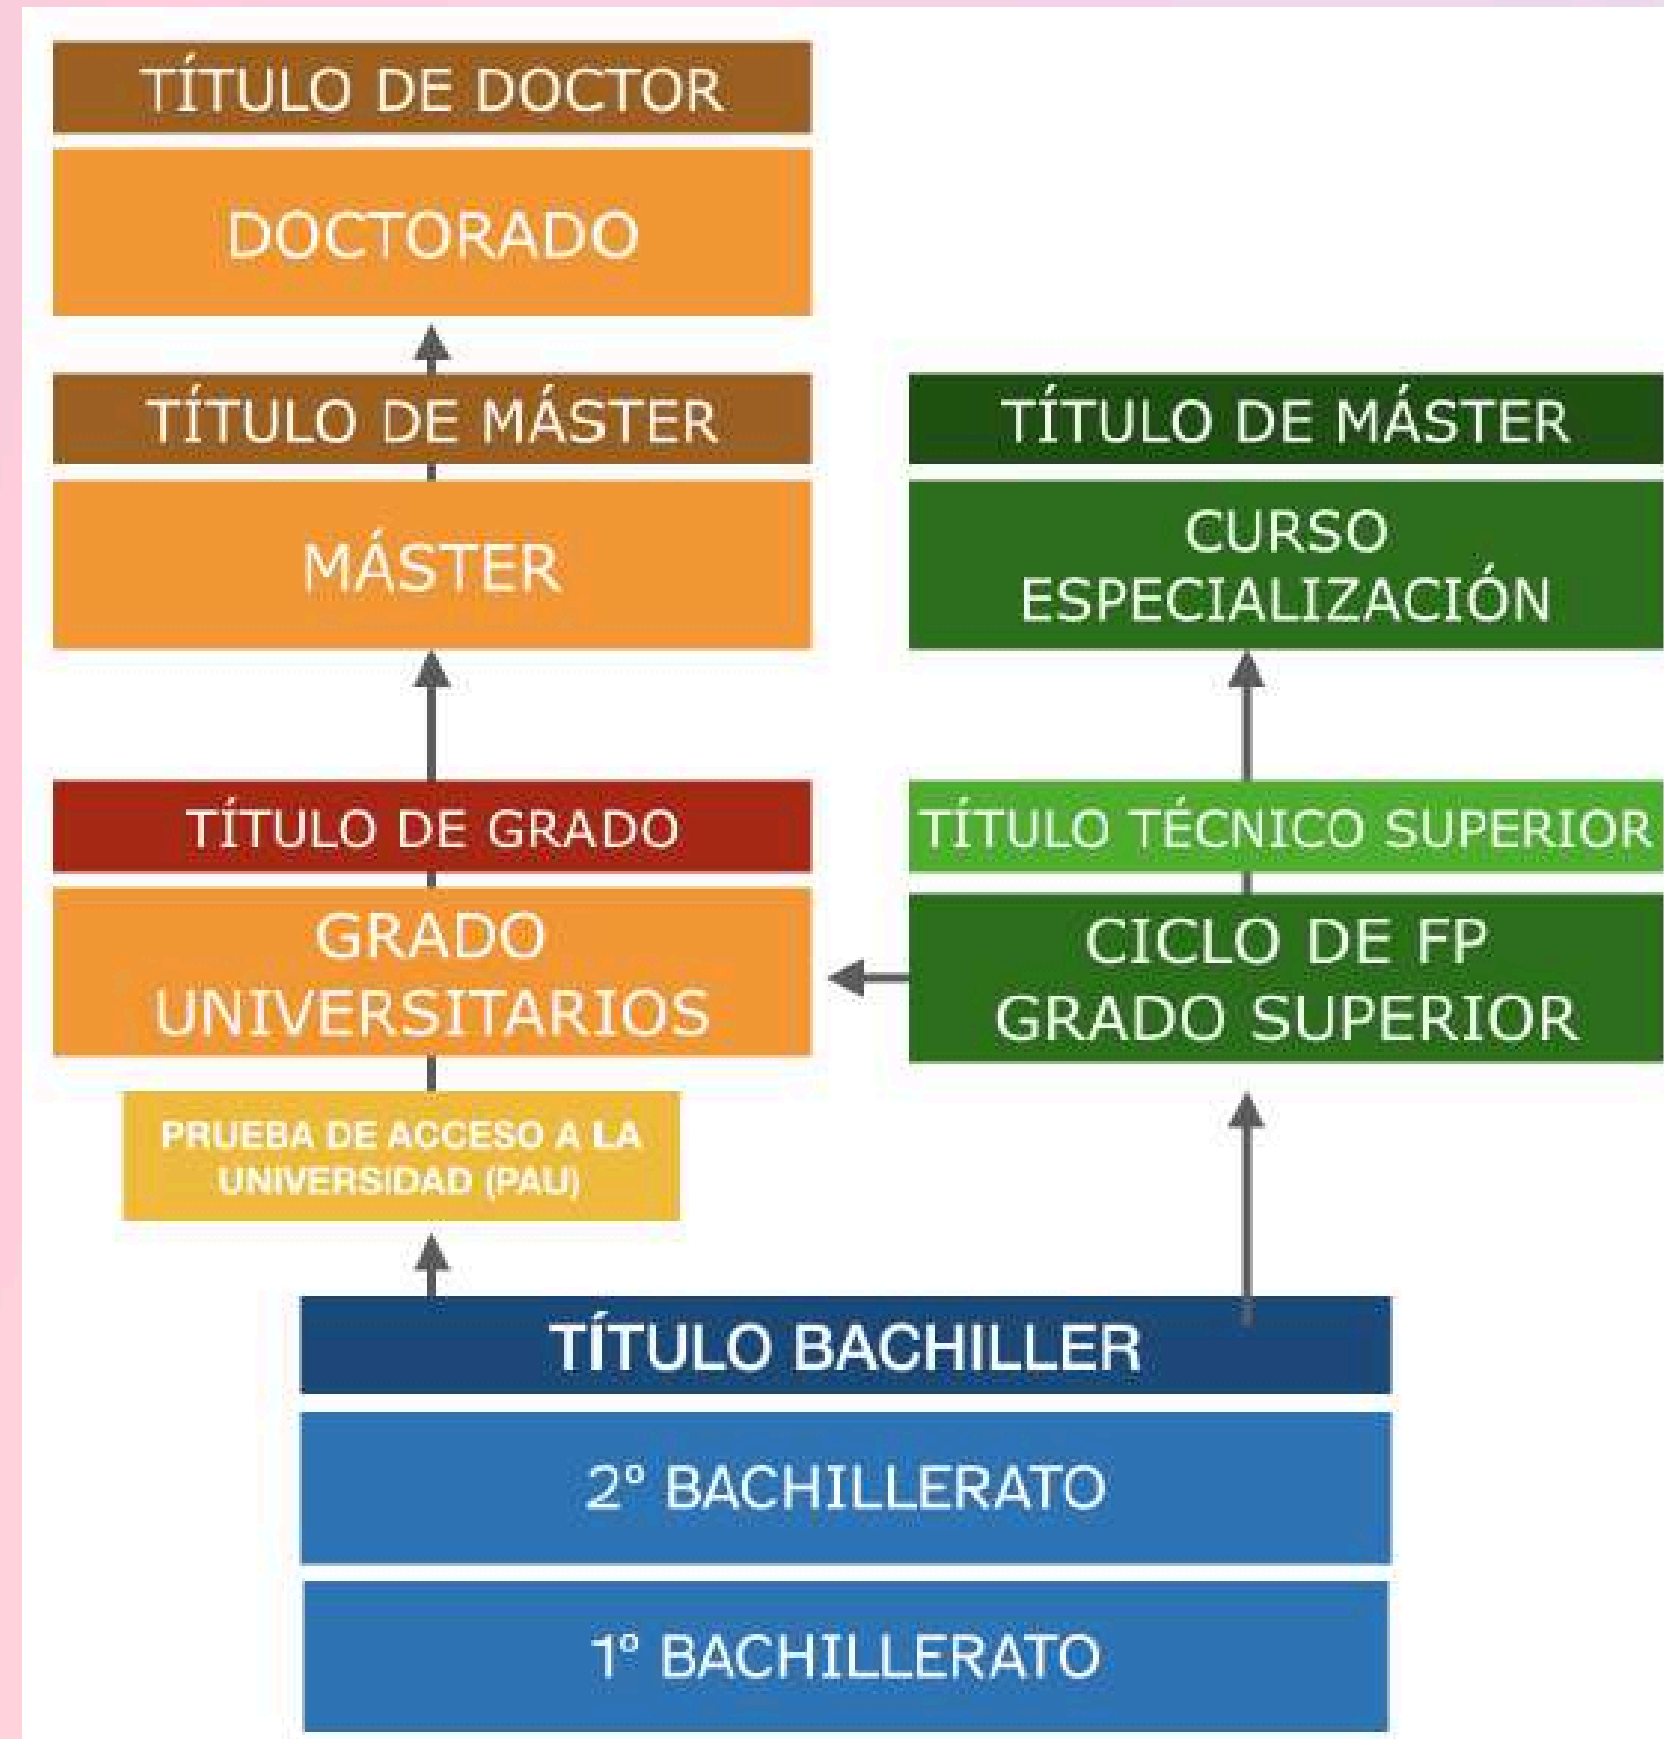 TÍTULO DE DOCTOR
DOCTORADO
TÍTULO DE MÁSTER
MÁSTER
TÍTULO DE MÁSTER
CURSO
ESPECIALIZACIÓN
TÍTULO DE GRADO
GRADO
UNIVERSITARIOS
TÍTULO TÉCNICO SUPERIOR
CICLO DE FP
GRADO SUPERIOR
PRUEBA DE ACCESO A LA
UNIVERSIDAD (PAU)
TÍTULO BACHILLER
2º BACHILLERATO
1º BACHILLERATO